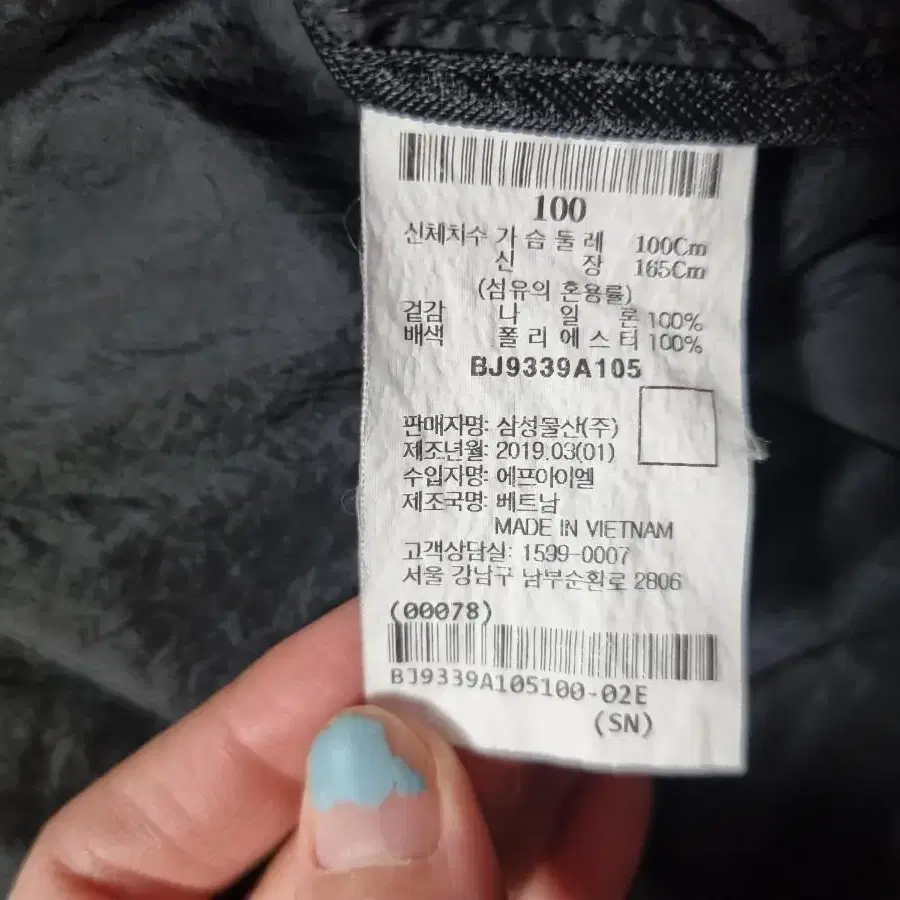 100
신체치수 가 슴 둘 레 100Cm
신 장 165Cm
(섬유의 혼용률)
겉감 나 일 론 100%
배색 폴 리 에 스 터 100%
BJ9339A105
판매자명: 삼성물산(주)
제조년월: 2019.03(01)
수입자명: 에프아이엘
제조국명: 베트남
MADE IN VIETNAM
고객상담실: 1599-0007
서울 강남구 남부순환로 2806
(00078)
BJ9339A105100-02E
(SN)